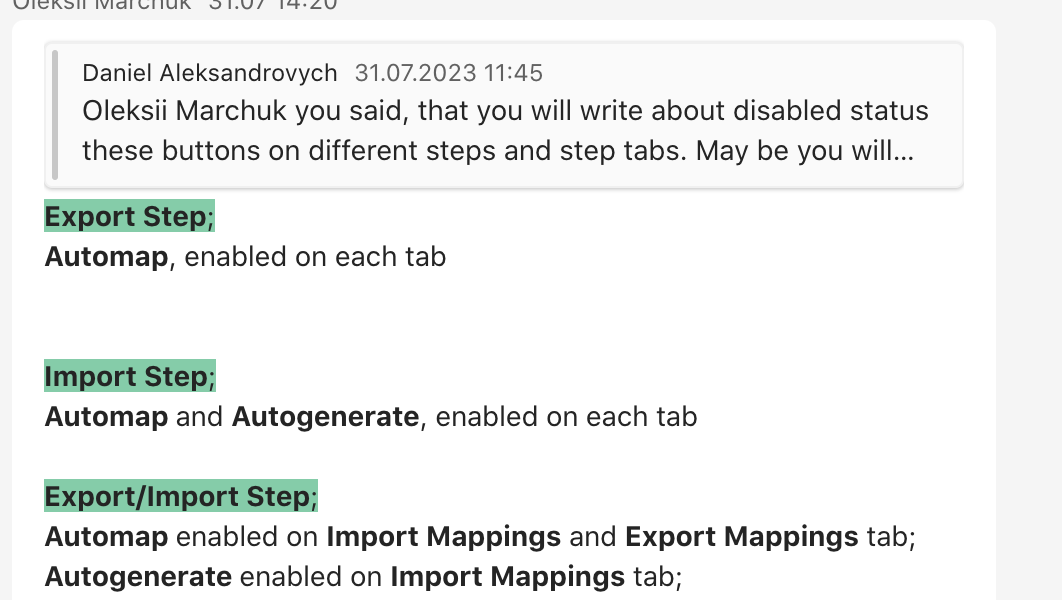 Oleksii Marchuk 31.07 14:20
Daniel Aleksandrovych 31.07.2023 11:45
Oleksii Marchuk you said, that you will write about disabled status
these buttons on different steps and step tabs. May be you will...
Export Step;
Automap, enabled on each tab
Import Step;
Automap and Autogenerate, enabled on each tab
Export/Import Step;
Automap enabled on Import Mappings and Export Mappings tab;
Autogenerate enabled on Import Mappings tab;